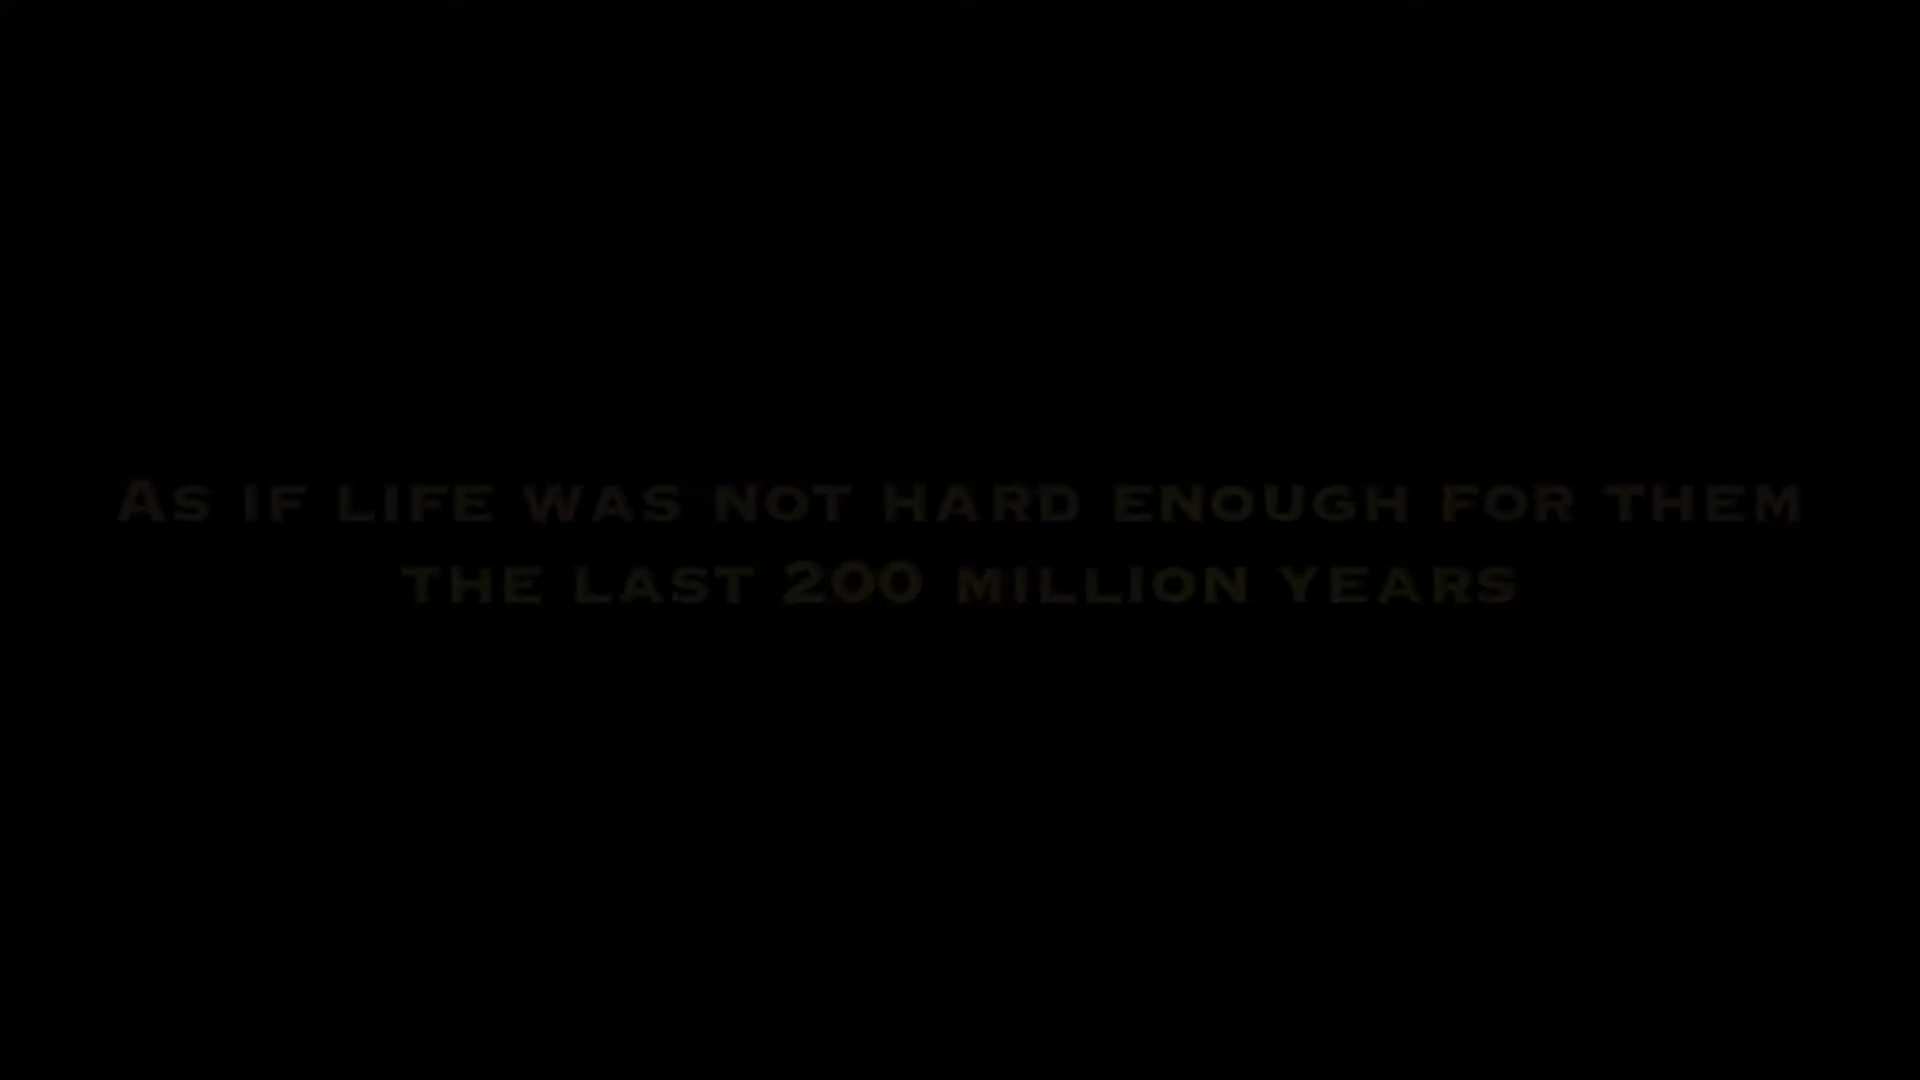 As if life was not hard enough for them
the last 200 million years